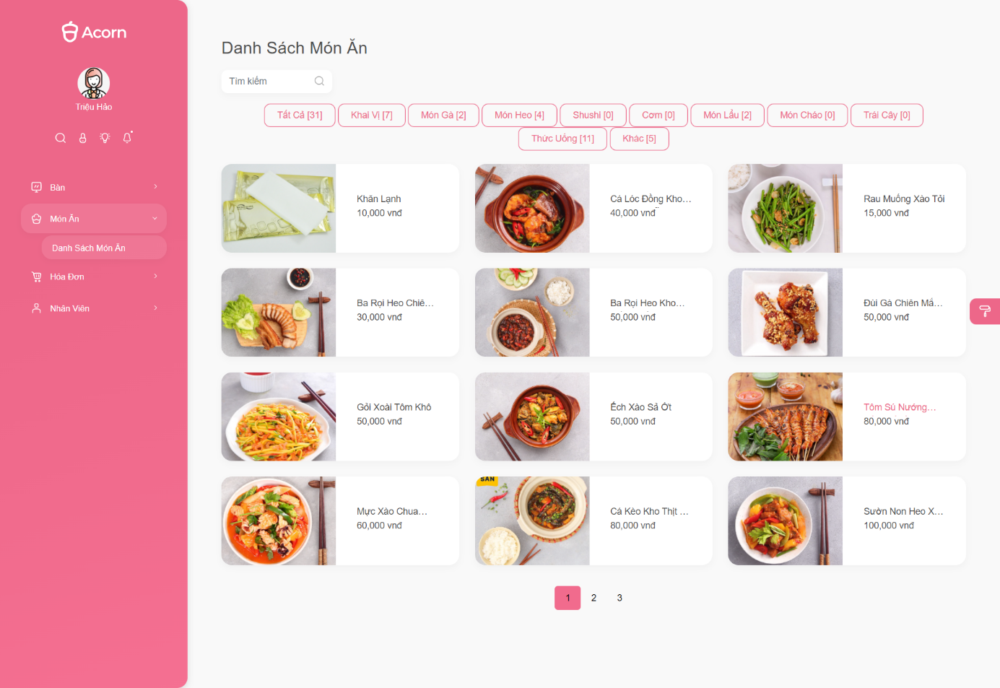 Acorn
Triệu Hảo
Bàn
Món Ăn
Danh Sách Món Ăn
Hóa Đơn
Nhân Viên
Danh Sách Món Ăn
Tìm kiếm
Tất Cả [31]
Khai Vị [7]
Món Gà [2]
Món Heo [4]
Shushi [0]
Cơm [0]
Món Lẩu [2]
Món Cháo [0]
Trái Cây [0]
Thức Uống [11]
Khác [5]
Khăn Lạnh
10,000 vnđ
Cá Lóc Đồng Kho...
40,000 vnđ
Rau Muống Xào Tỏi
15,000 vnđ
Ba Rọi Heo Chiê...
30,000 vnđ
Ba Rọi Heo Kho...
50,000 vnđ
Đùi Gà Chiên Mắ...
50,000 vnđ
Gỏi Xoài Tôm Khô
50,000 vnđ
Ếch Xào Sả Ớt
50,000 vnđ
Tôm Sú Nướng...
80,000 vnđ
Mực Xào Chua...
60,000 vnđ
SAN
Cá Kèo Kho Thịt ...
80,000 vnđ
Sườn Non Heo X...
100,000 vnđ
1 2 3